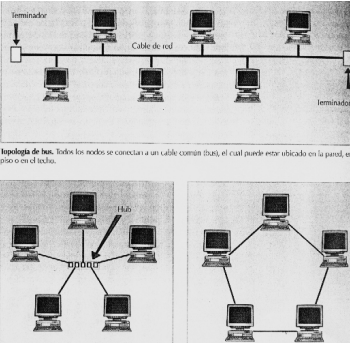 Terminador
Cable de red
Terminador
Topología de bus. Todos los nodos se conectan a un cable común (bus), el cual puede estar ubicado en la pared, en
piso o en el techo.
Hub